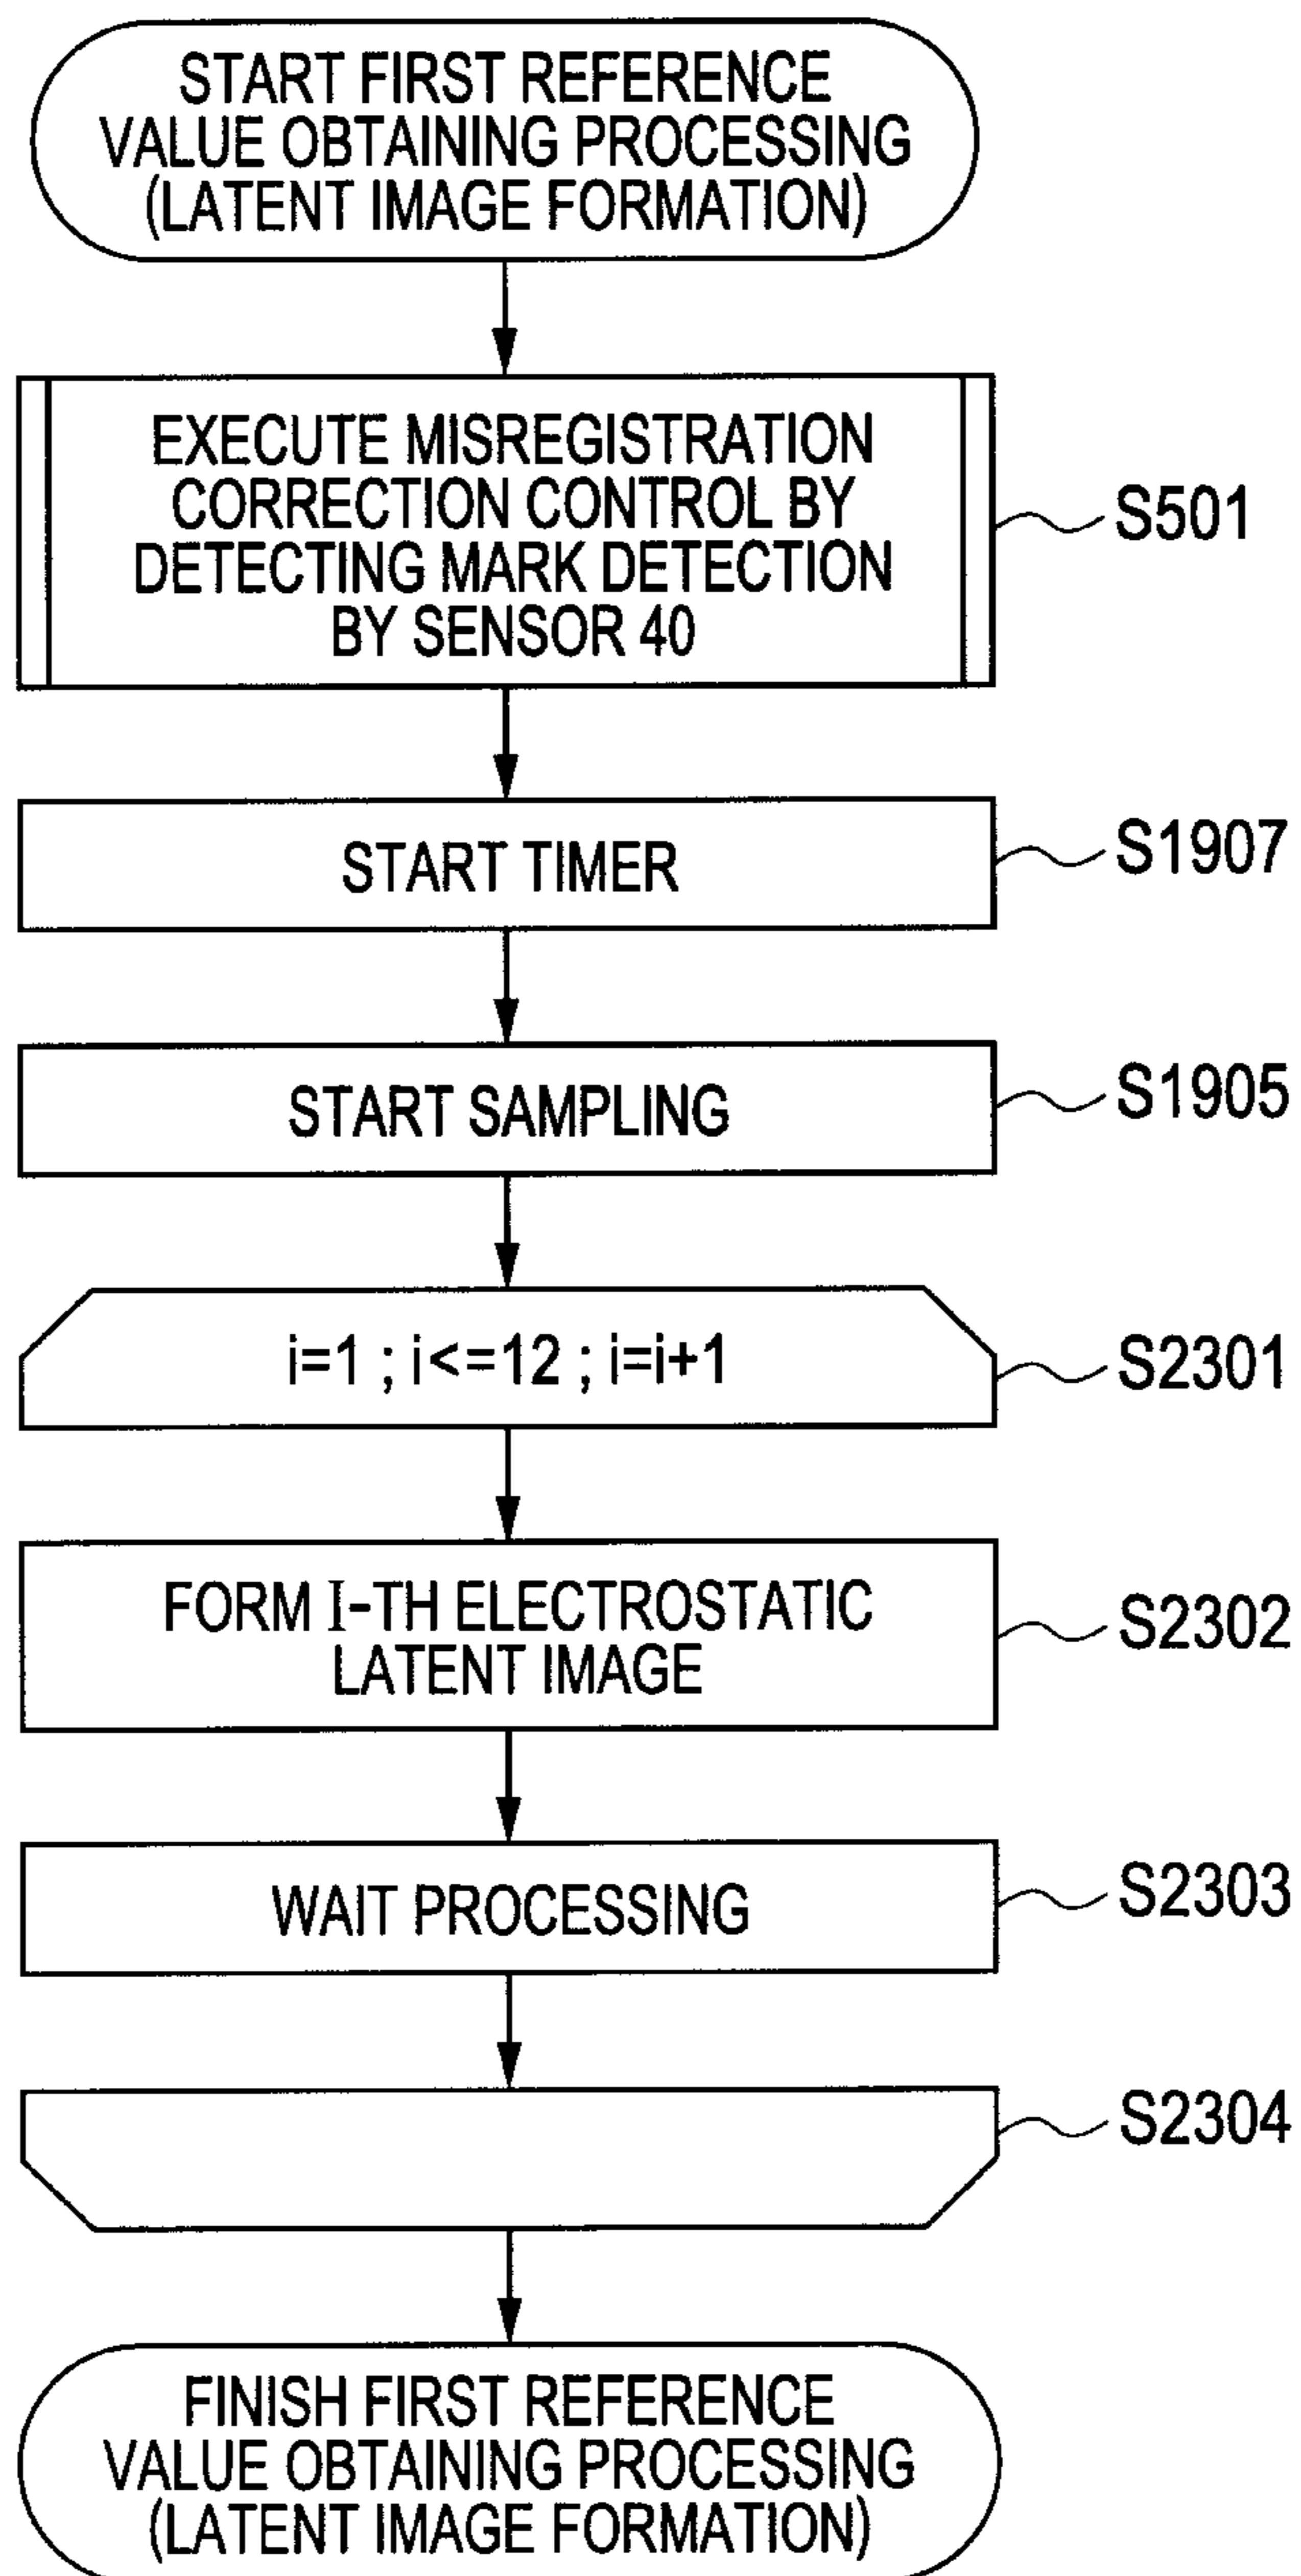 START FIRST REFERENCE
VALUE OBTAINING PROCESSING
(LATENT IMAGE FORMATION)
EXECUTE MISREGISTRATION
CORRECTION CONTROL BY
DETECTING MARK DETECTION
BY SENSOR 40
S501
START TIMER
S1907
START SAMPLING
S1905
i=1 ; i<=12 ; i=i+1
S2301
FORM I-TH ELECTROSTATIC
LATENT IMAGE
S2302
WAIT PROCESSING
S2303
S2304
FINISH FIRST REFERENCE
VALUE OBTAINING PROCESSING
(LATENT IMAGE FORMATION)